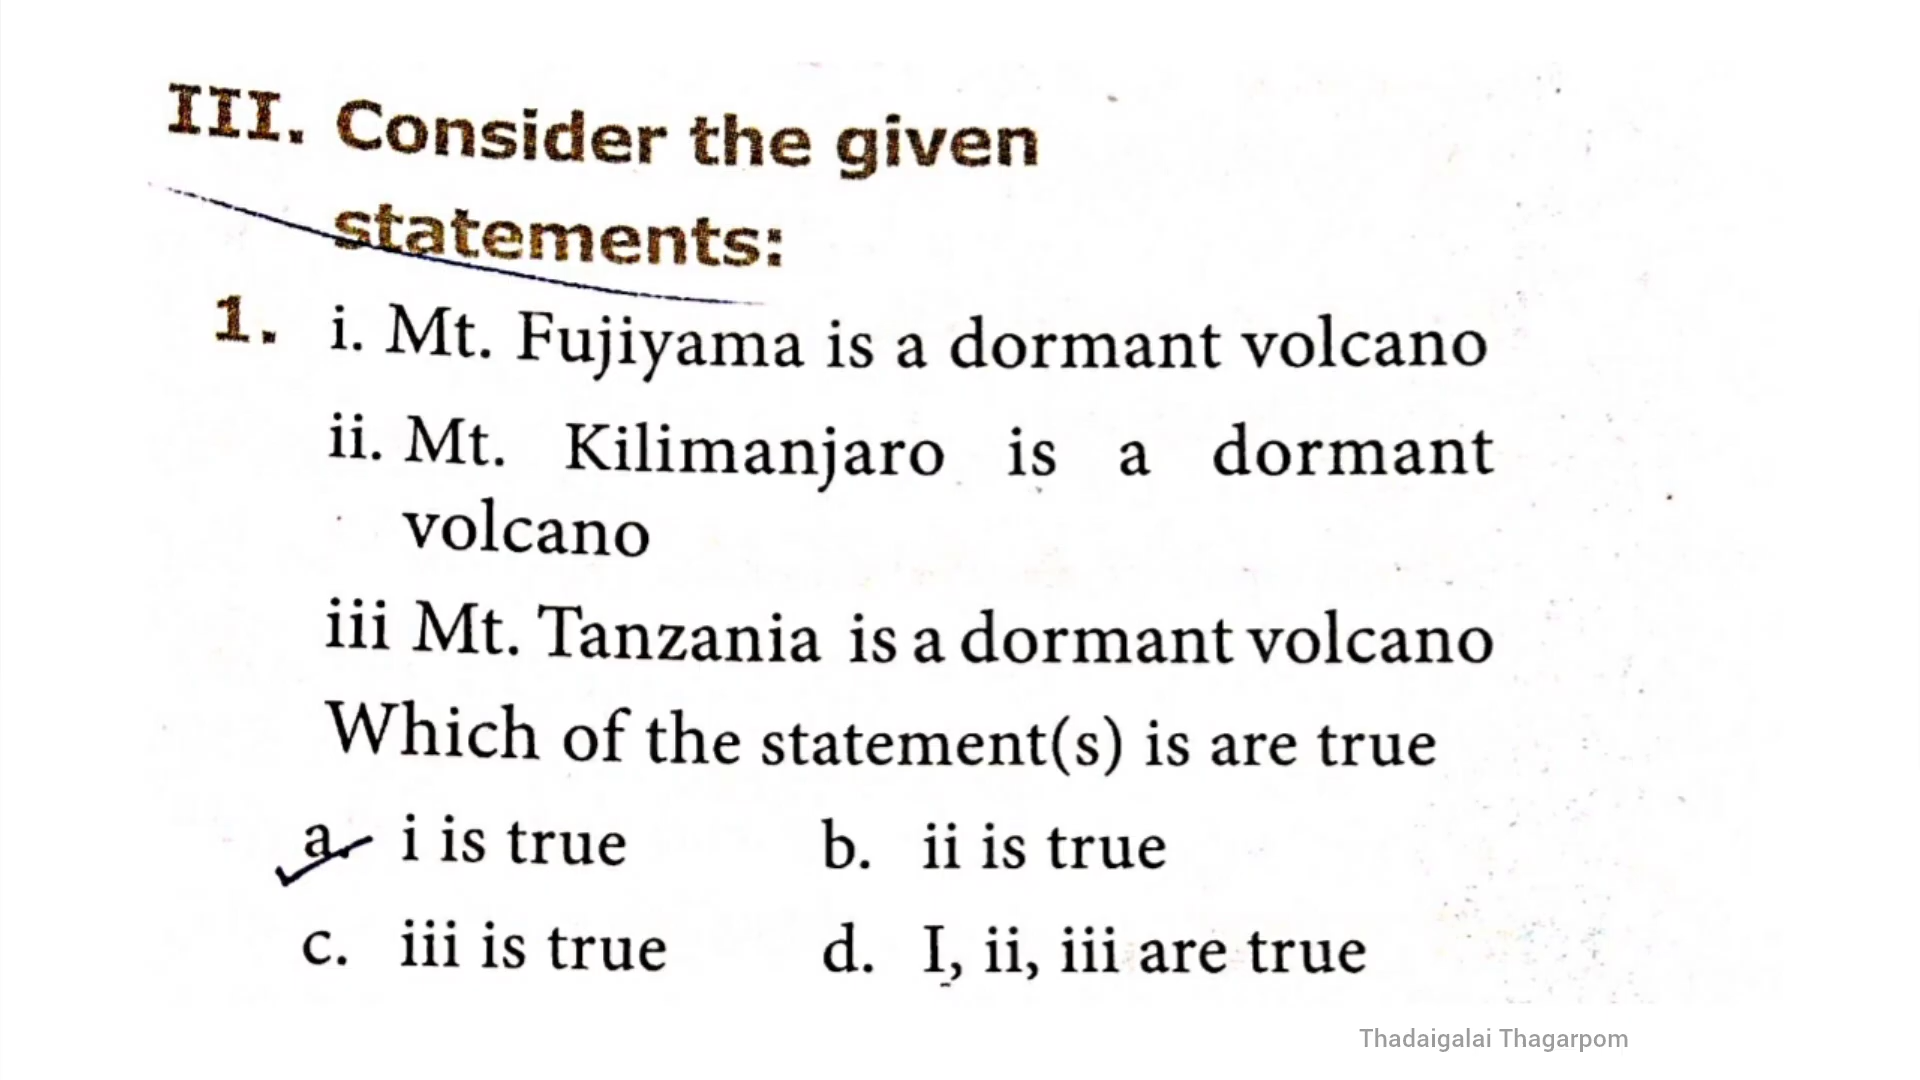 III. Consider the given
statements:
1. i. Mt. Fujiyama is a dormant volcano
ii. Mt. Kilimanjaro is a dormant
volcano
iii Mt. Tanzania is a dormant volcano
Which of the statement(s) is are true
a. i is true b. ii is true
c. iii is true d. I, ii, iii are true
Thadaigalai Thagarpom